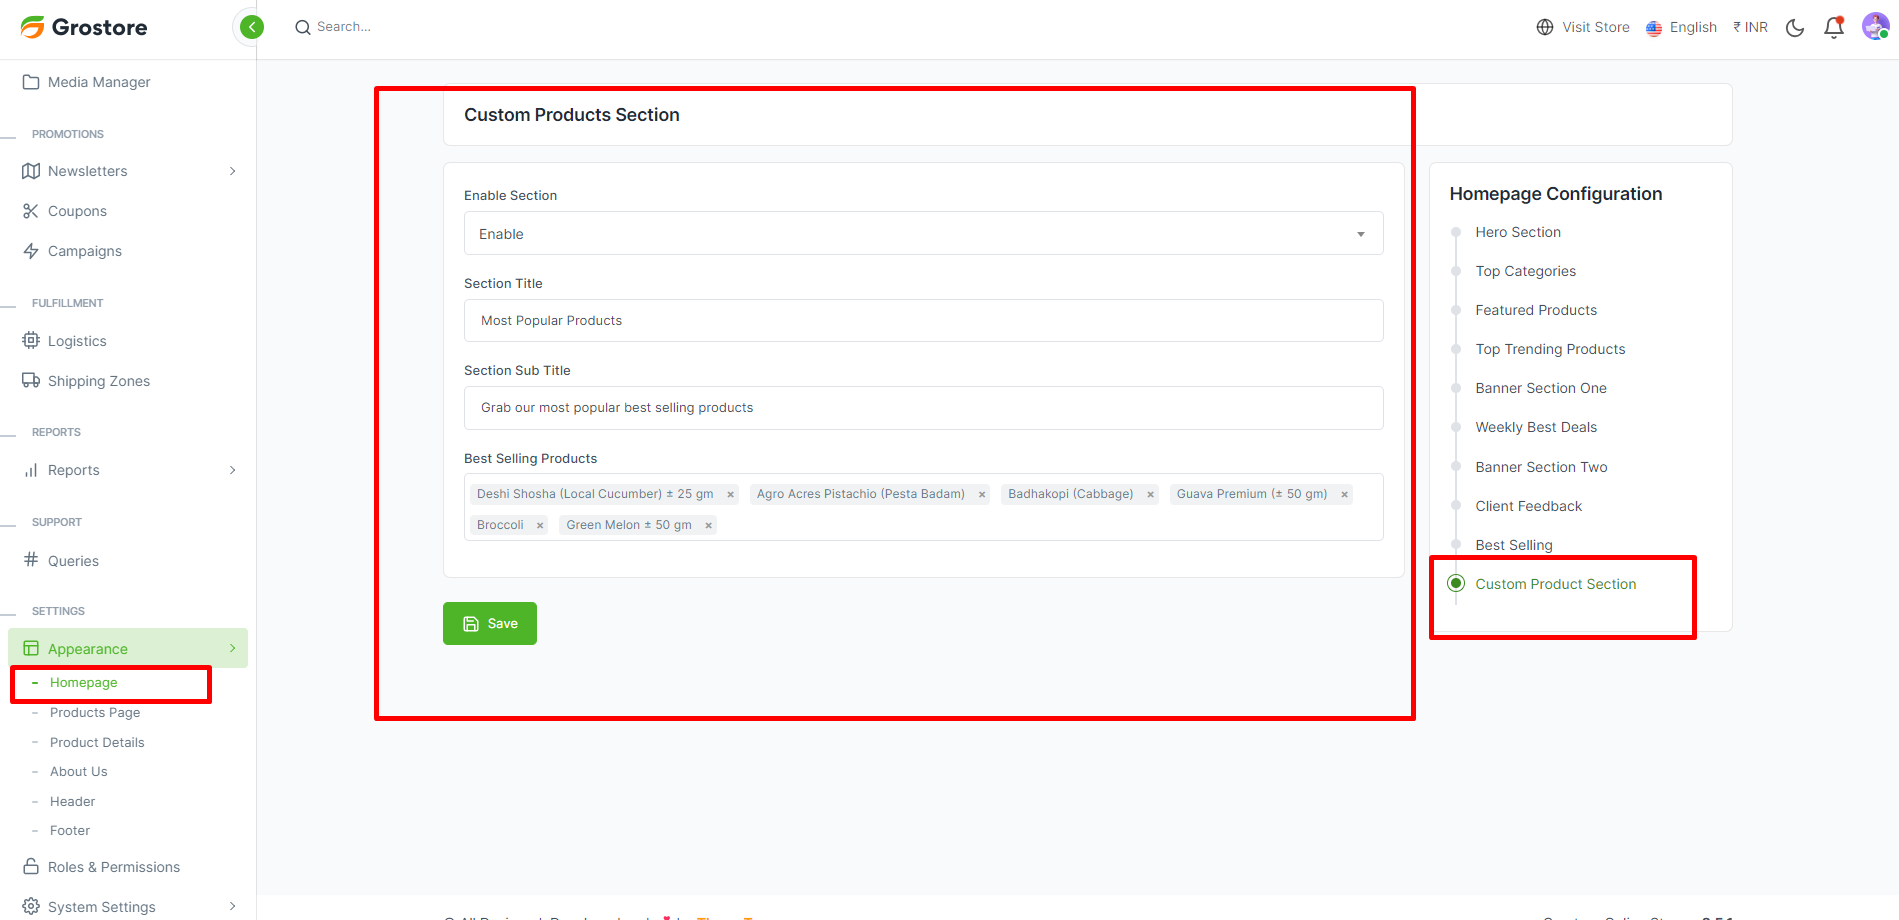 Grostore
Search...
Visit Store
English
₹ INR
Media Manager
PROMOTIONS
Newsletters
Coupons
Campaigns
FULFILLMENT
Logistics
Shipping Zones
REPORTS
Reports
SUPPORT
Queries
SETTINGS
Appearance
Homepage
Products Page
Product Details
About Us
Header
Footer
Roles & Permissions
System Settings
Custom Products Section
Enable Section
Enable
Section Title
Most Popular Products
Section Sub Title
Grab our most popular best selling products
Best Selling Products
Deshi Shosha (Local Cucumber) ± 25 gm × Agro Acres Pistachio (Pesta Badam) × Badhakopi (Cabbage) × Guava Premium (± 50 gm) ×
Broccoli × Green Melon ± 50 gm ×
Save
Homepage Configuration
Hero Section
Top Categories
Featured Products
Top Trending Products
Banner Section One
Weekly Best Deals
Banner Section Two
Client Feedback
Best Selling
Custom Product Section